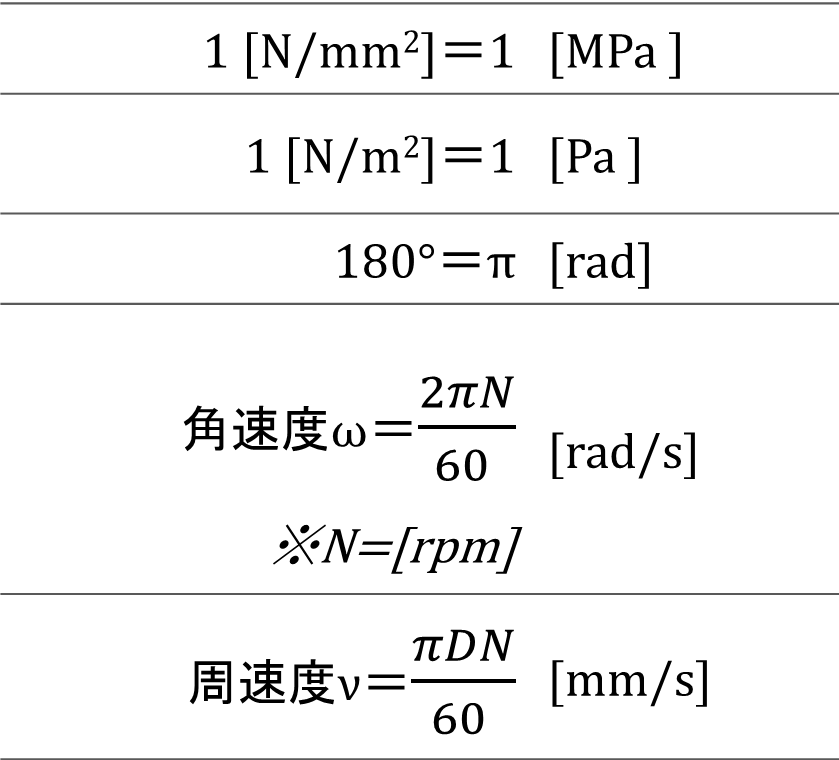 1 [N/mm²]＝1 [MPa ]
1 [N/m²]＝1 [Pa ]
180°＝π [rad]
角速度ω＝2πN/60 [rad/s]
※N=[rpm]
周速度ν＝πDN/60 [mm/s]